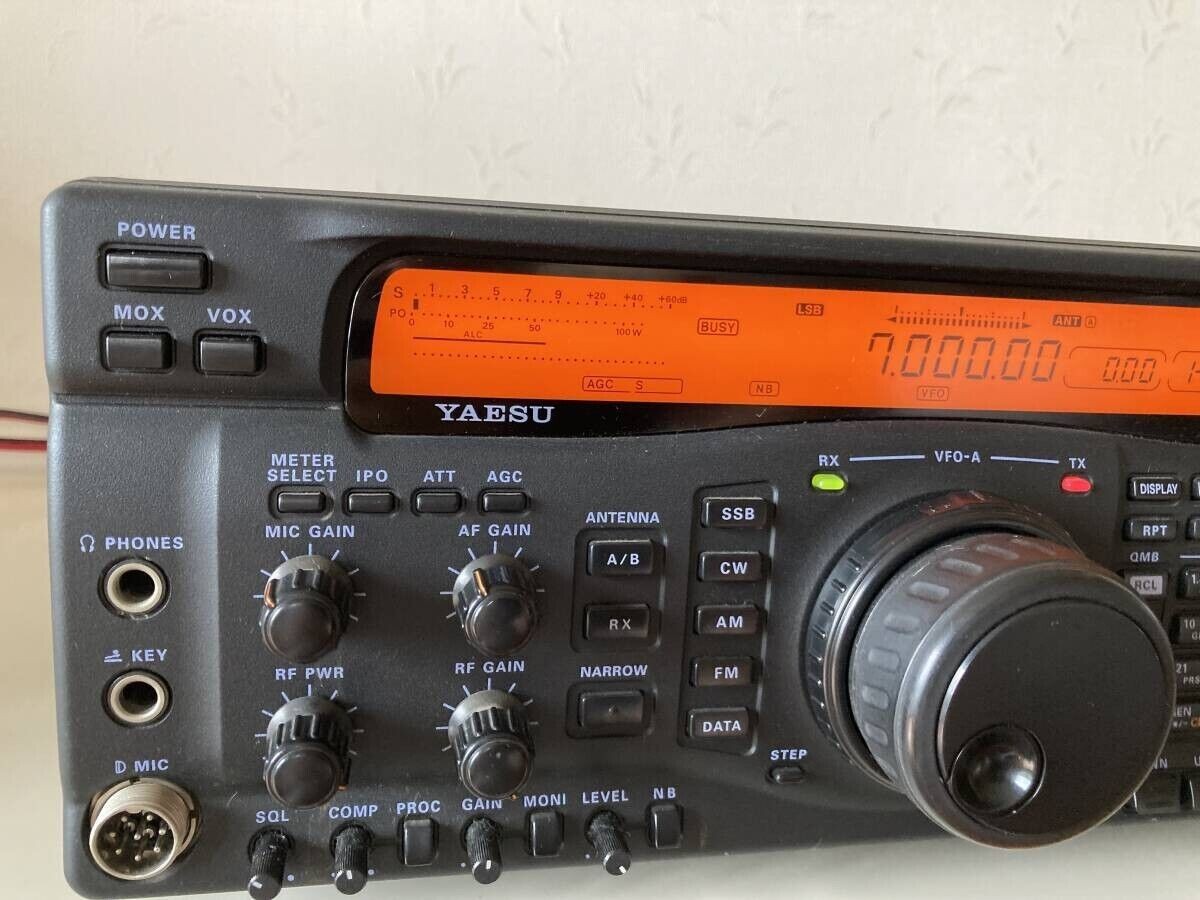 POWER
MOX VOX
S 1 3 5 7 9 +20 +40 +60dB
PO 0 10 25 50 100W
ALC
BUSY
LSB
ANT A
7.000.00
0.00
AGC S
NB
VFO
YAESU
METER SELECT IPO ATT AGC
RX VFO-A TX
DISPLAY
RPT
QMB
RCL
PHONES
MIC GAIN AF GAIN
ANTENNA
A/B
RX
SSB
CW
AM
FM
DATA
KEY
RF PWR RF GAIN
NARROW
STEP
MIC
SQL COMP PROC GAIN MONI LEVEL NB
10
21